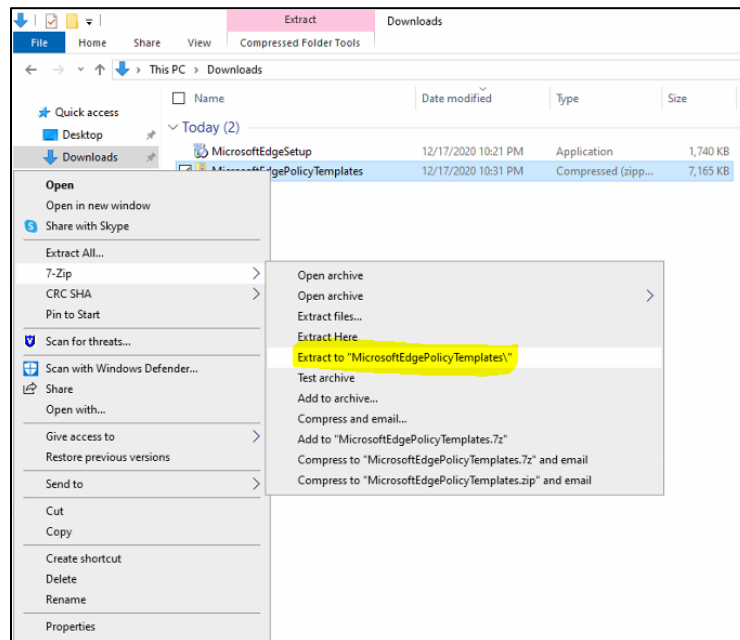 Extract
Downloads
File
Home
Share
View
Compressed Folder Tools
This PC > Downloads
Name
Date modified
Type
Size
Quick access
Desktop
Downloads
Today (2)
MicrosoftEdgeSetup
12/17/2020 10:21 PM
Application
1,740 KB
MicrosoftEdgePolicyTemplates
12/17/2020 10:31 PM
Compressed (zipp...
7,165 KB
Open
Open in new window
Share with Skype
Extract All...
7-Zip
CRC SHA
Pin to Start
Scan for threats...
Scan with Windows Defender...
Share
Open with...
Give access to
Restore previous versions
Send to
Cut
Copy
Create shortcut
Delete
Rename
Properties
Open archive
Open archive
Extract files...
Extract Here
Extract to "MicrosoftEdgePolicyTemplates\"
Test archive
Add to archive...
Compress and email...
Add to "MicrosoftEdgePolicyTemplates.7z"
Compress to "MicrosoftEdgePolicyTemplates.7z" and email
Compress to "MicrosoftEdgePolicyTemplates.zip" and email